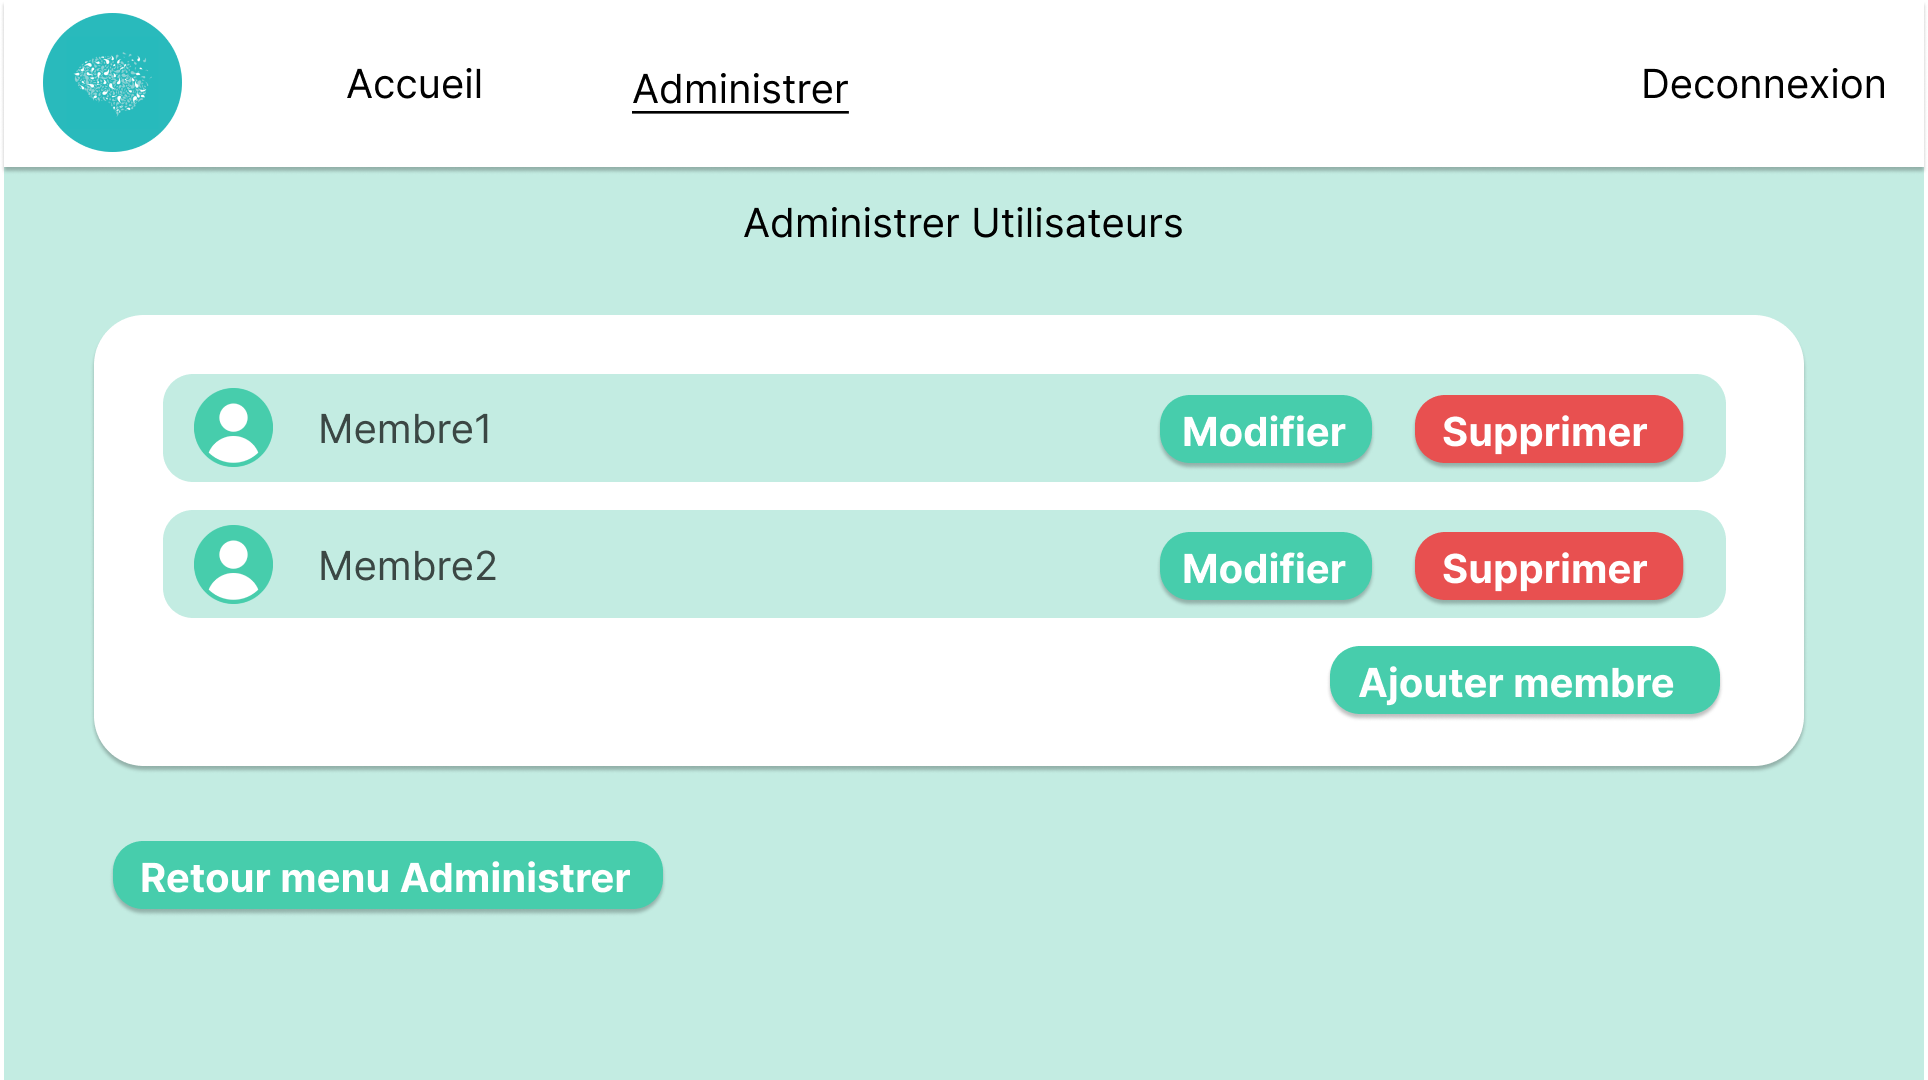 Accueil
Administrer
Deconnexion
Administrer Utilisateurs
Membre1
Modifier
Supprimer
Membre2
Modifier
Supprimer
Ajouter membre
Retour menu Administrer